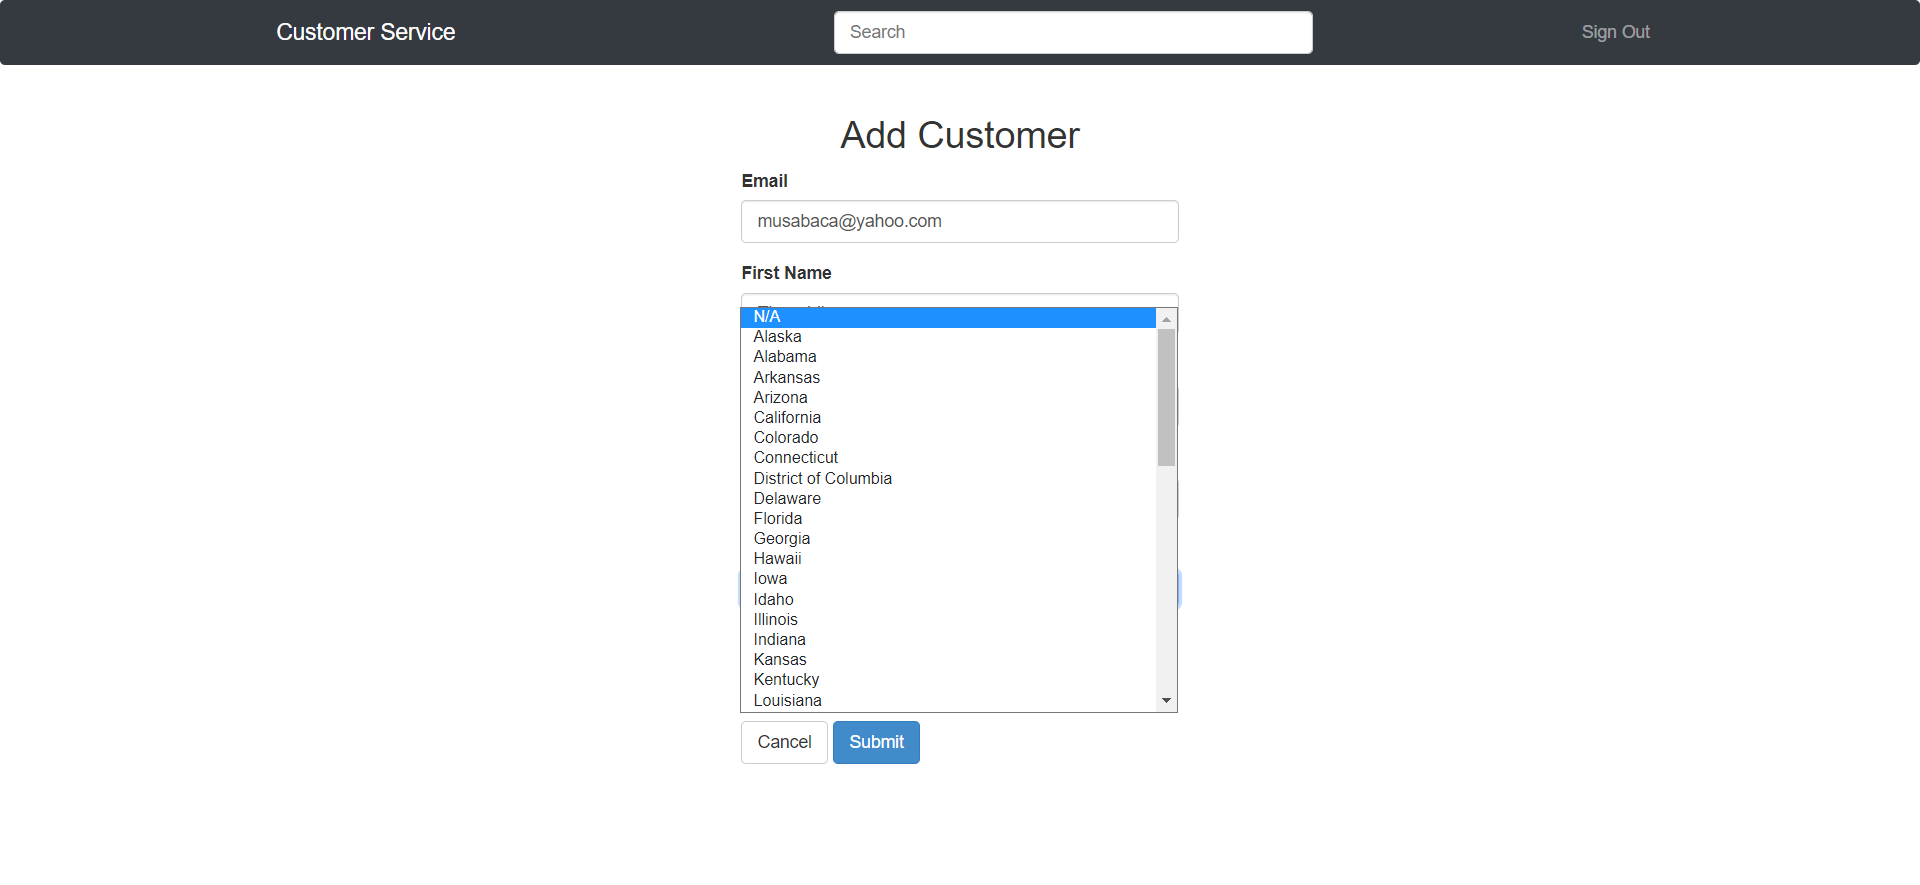 Customer Service
Search
Sign Out
Add Customer
Email
musabaca@yahoo.com
First Name
N/A
Alaska
Alabama
Arkansas
Arizona
California
Colorado
Connecticut
District of Columbia
Delaware
Florida
Georgia
Hawaii
Iowa
Idaho
Illinois
Indiana
Kansas
Kentucky
Louisiana
Cancel Submit